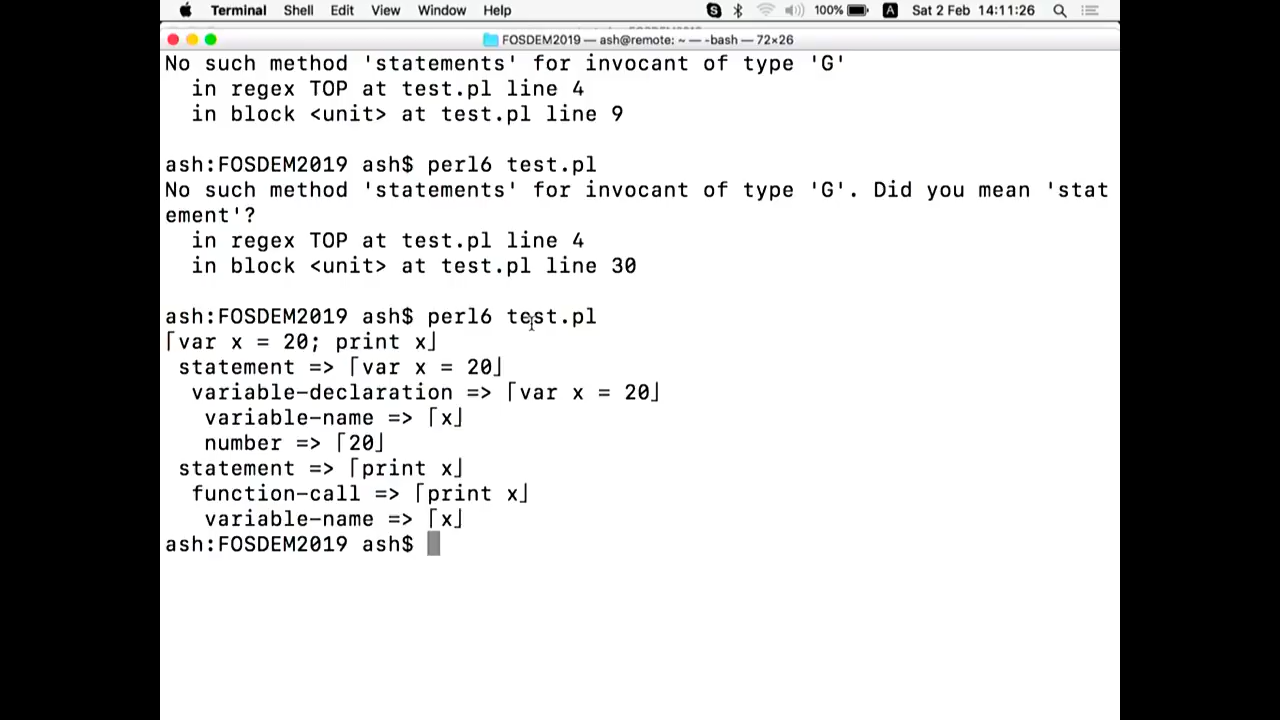 Terminal Shell Edit View Window Help 100% A Sat 2 Feb 14:11:26
FOSDEM2019 — ash@remote: ~ — -bash — 72×26
No such method 'statements' for invocant of type 'G'
  in regex TOP at test.pl line 4
  in block <unit> at test.pl line 9
ash:FOSDEM2019 ash$ perl6 test.pl
No such method 'statements' for invocant of type 'G'. Did you mean 'stat
ement'?
  in regex TOP at test.pl line 4
  in block <unit> at test.pl line 30
ash:FOSDEM2019 ash$ perl6 test.pl
⌈var x = 20; print x⌋
 statement => ⌈var x = 20⌋
  variable-declaration => ⌈var x = 20⌋
   variable-name => ⌈x⌋
   number => ⌈20⌋
 statement => ⌈print x⌋
  function-call => ⌈print x⌋
   variable-name => ⌈x⌋
ash:FOSDEM2019 ash$